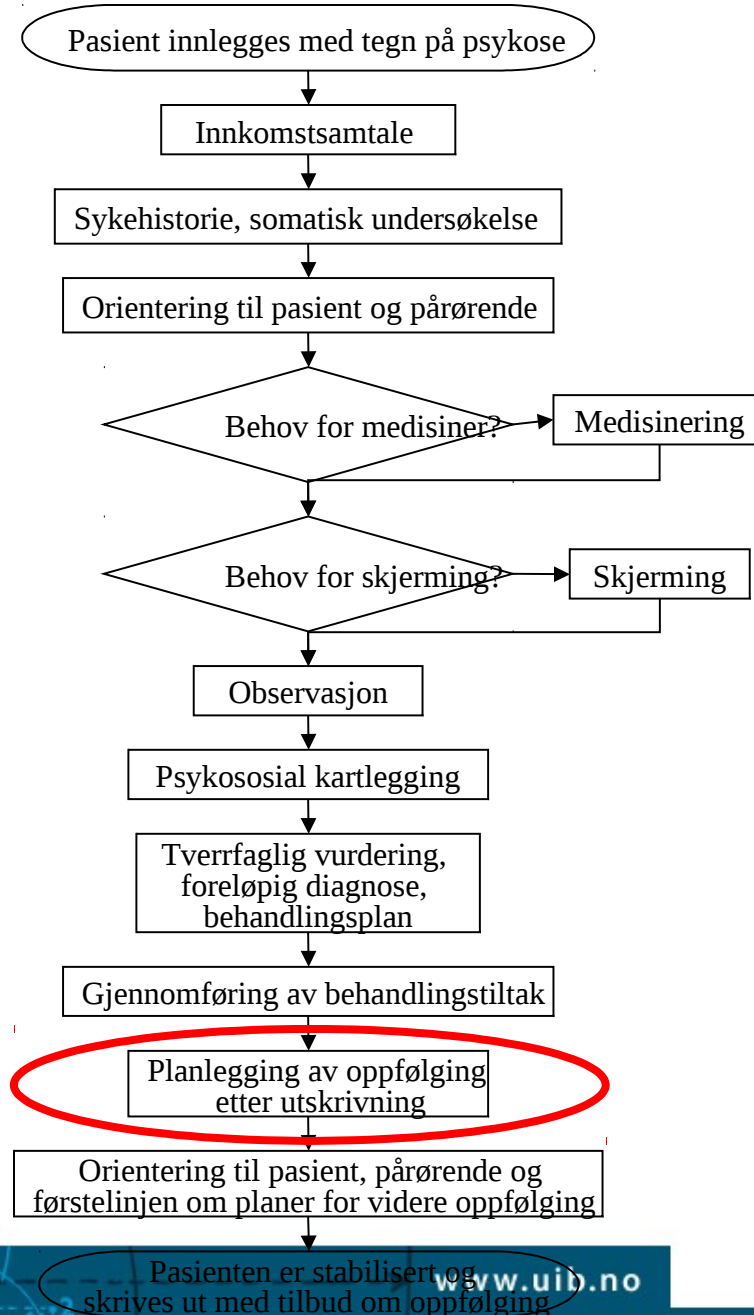 Pasient innlegges med tegn på psykose
Innkomstsamtale
Sykehistorie, somatisk undersøkelse
Orientering til pasient og pårørende
Behov for medisiner?
Medisinering
Behov for skjerming?
Skjerming
Observasjon
Psykososial kartlegging
Tverrfaglig vurdering,
foreløpig diagnose,
behandlingsplan
Gjennomføring av behandlingstiltak
Planlegging av oppfølging
etter utskrivning
Orientering til pasient, pårørende og
førstelinjen om planer for videre oppfølging
Pasienten er stabilisert og
skrives ut med tilbud om oppfølging
www.uib.no